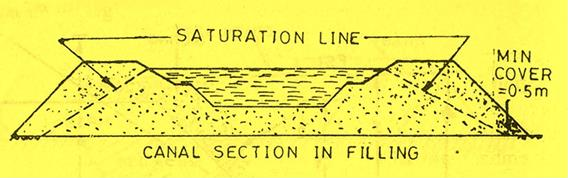 SATURATION LINE
MIN
COVER
=0.5m
CANAL SECTION IN FILLING